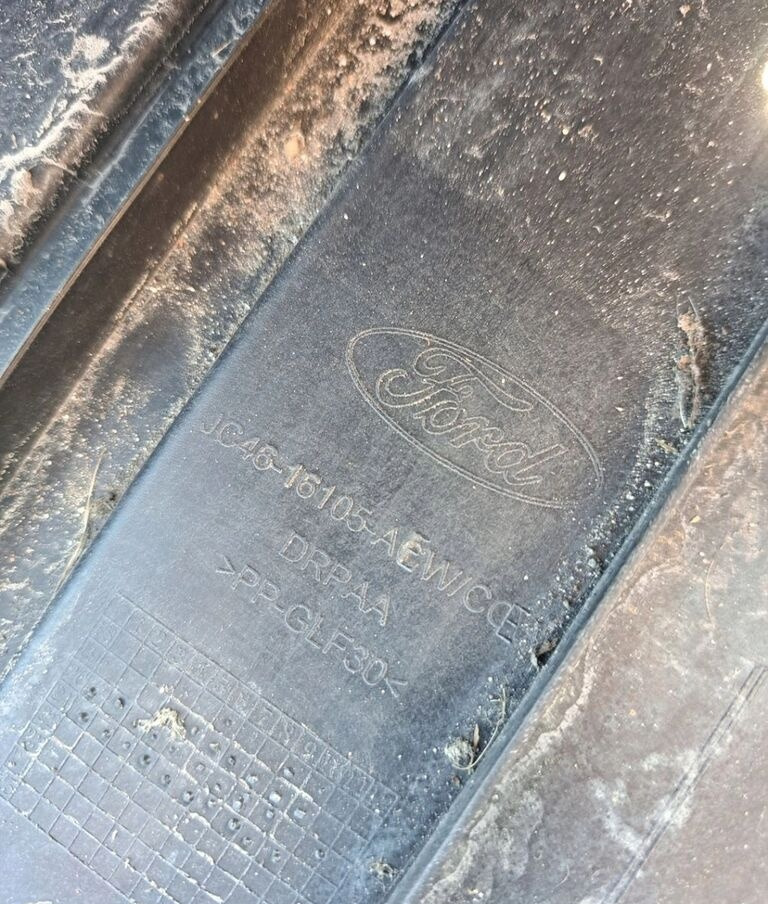 Ford
JC46-16105-AEW/CE
DRPAA
>PP-GLF30<